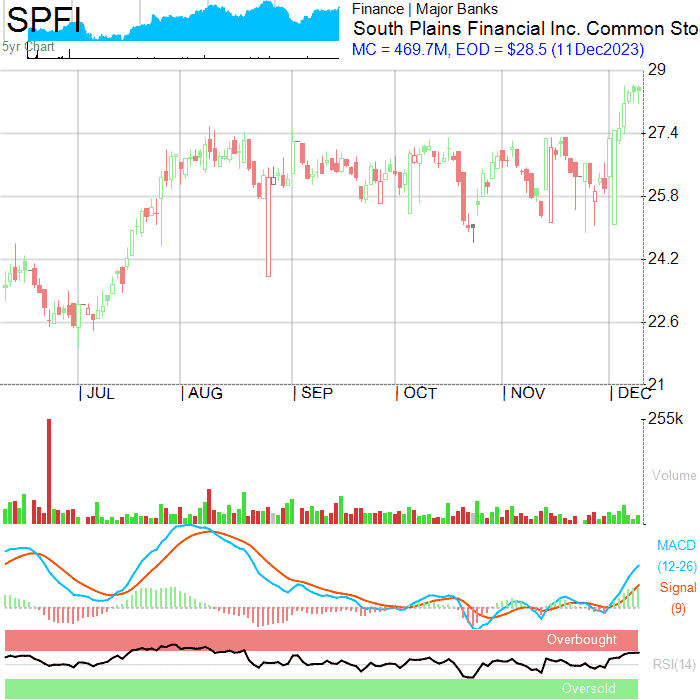 SPFI
5yr Chart
Finance | Major Banks
South Plains Financial Inc. Common Sto
MC = 469.7M, EOD = $28.5 (11Dec2023)
29
27.4
25.8
24.2
22.6
21
JUL AUG SEP OCT NOV DEC
255k
Volume
MACD
(12-26)
Signal
(9)
Overbought
RSI(14)
Oversold